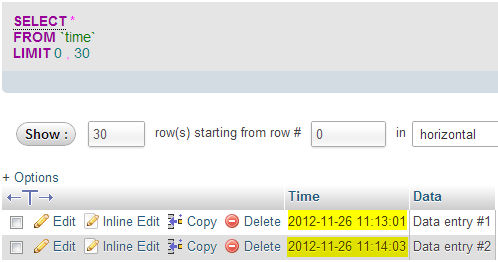 SELECT *
FROM `time`
LIMIT 0 , 30
Show : 30 row(s) starting from row # 0 in horizontal
+ Options
←T→ Time Data
Edit Inline Edit Copy Delete 2012-11-26 11:13:01 Data entry #1
Edit Inline Edit Copy Delete 2012-11-26 11:14:03 Data entry #2